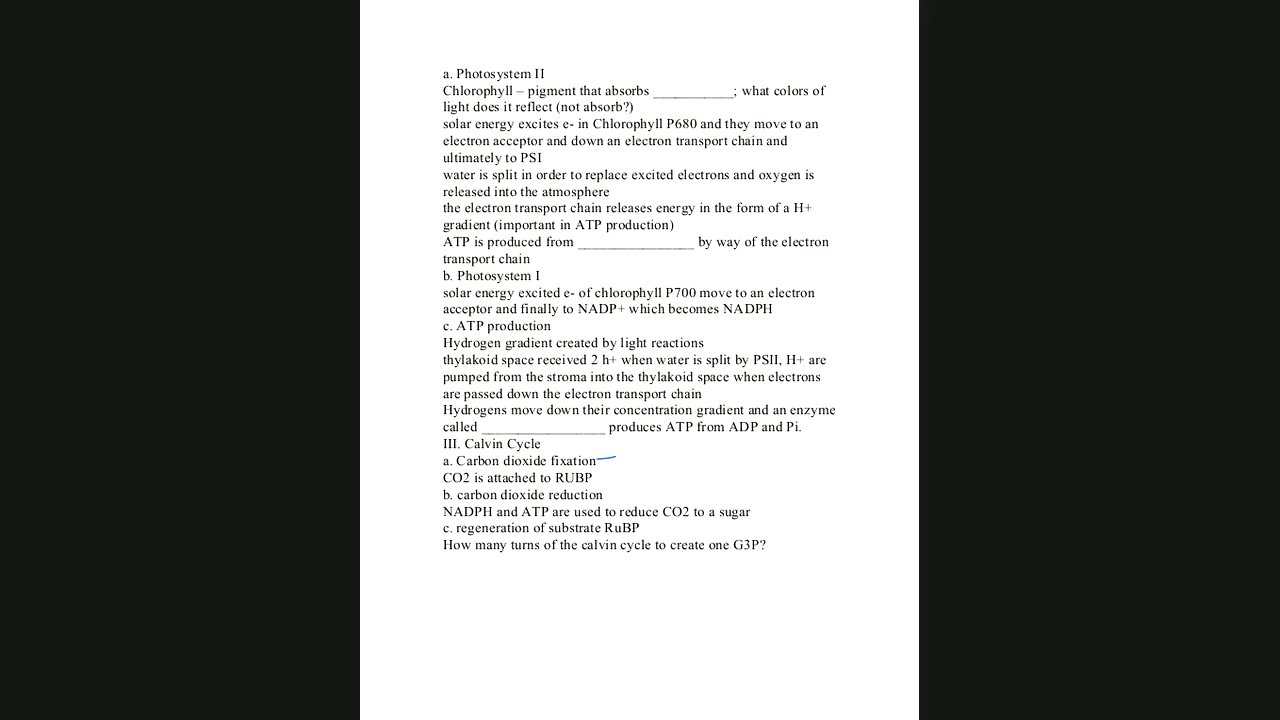 a. Photosystem II
Chlorophyll – pigment that absorbs ____________; what colors of
light does it reflect (not absorb?)
solar energy excites e- in Chlorophyll P680 and they move to an
electron acceptor and down an electron transport chain and
ultimately to PSI
water is split in order to replace excited electrons and oxygen is
released into the atmosphere
the electron transport chain releases energy in the form of a H+
gradient (important in ATP production)
ATP is produced from _________________ by way of the electron
transport chain
b. Photosystem I
solar energy excited e- of chlorophyll P700 move to an electron
acceptor and finally to NADP+ which becomes NADPH
c. ATP production
Hydrogen gradient created by light reactions
thylakoid space received 2 h+ when water is split by PSII, H+ are
pumped from the stroma into the thylakoid space when electrons
are passed down the electron transport chain
Hydrogens move down their concentration gradient and an enzyme
called __________________ produces ATP from ADP and Pi.
III. Calvin Cycle
a. Carbon dioxide fixation
CO2 is attached to RUBP
b. carbon dioxide reduction
NADPH and ATP are used to reduce CO2 to a sugar
c. regeneration of substrate RuBP
How many turns of the calvin cycle to create one G3P?